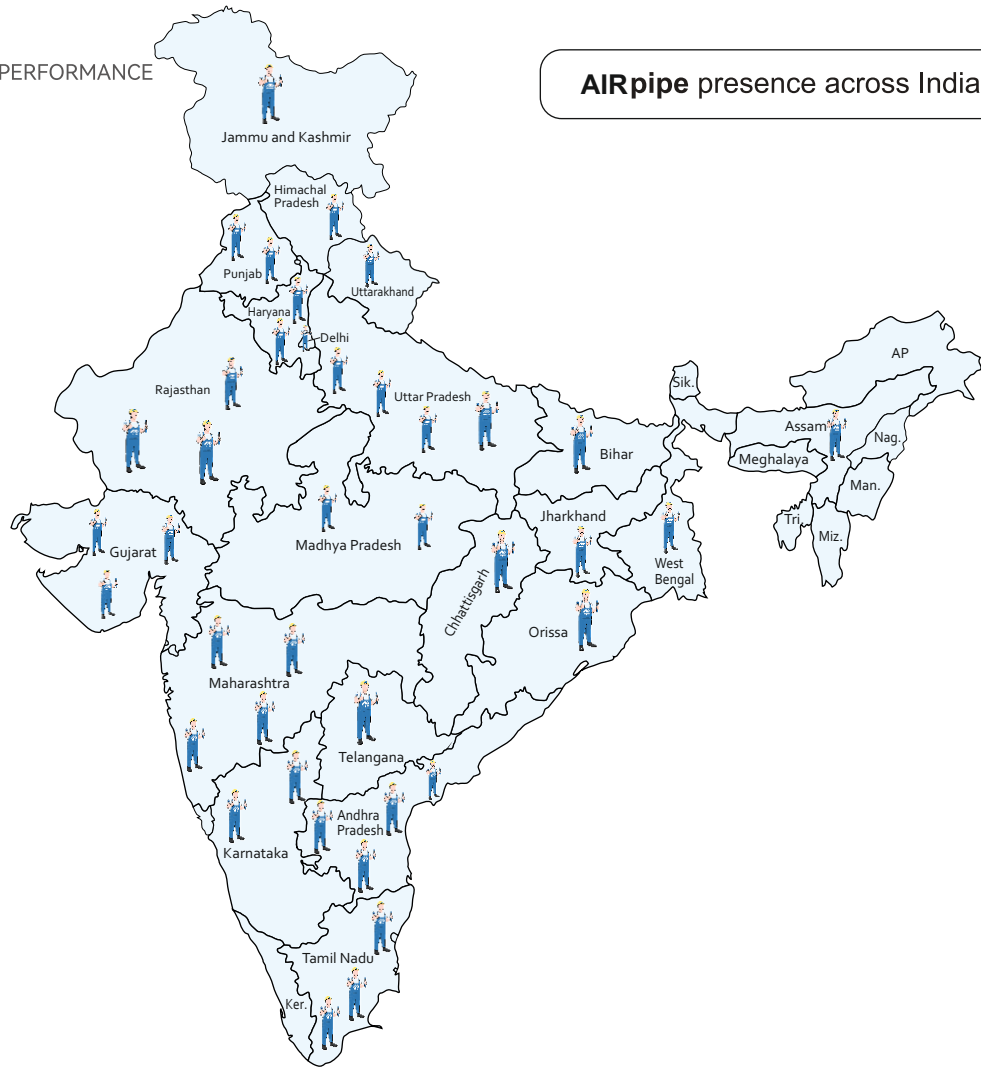 PERFORMANCE
AIRpipe presence across India
Jammu and Kashmir
Himachal
Pradesh
Punjab
Uttarakhand
Haryana
Delhi
Rajasthan
Uttar Pradesh
Bihar
Sik.
AP
Assam
Nag.
Meghalaya
Man.
Tri.
Miz.
Gujarat
Madhya Pradesh
Jharkhand
West
Bengal
Chhattisgarh
Orissa
Maharashtra
Telangana
Andhra
Pradesh
Karnataka
Tamil Nadu
Ker.